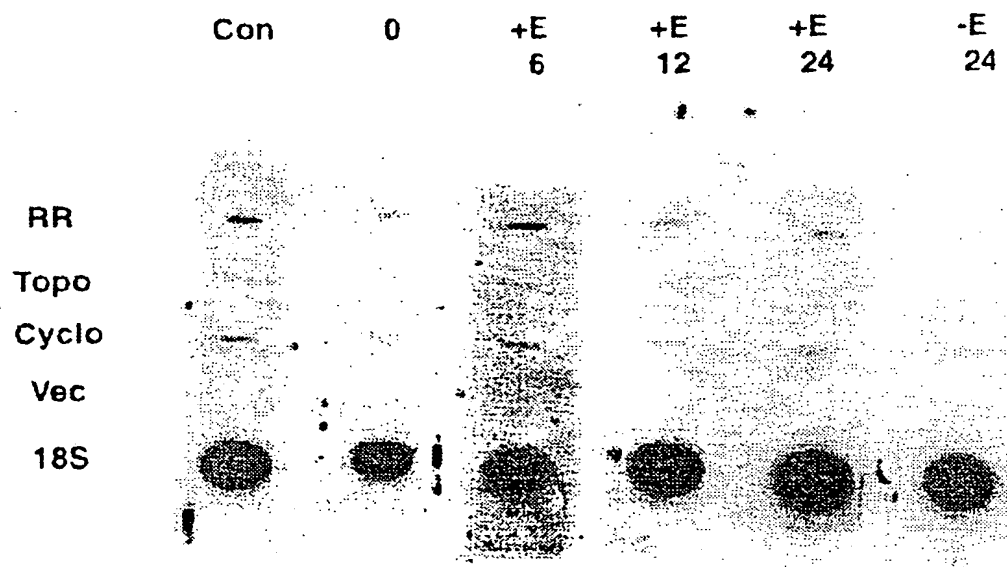 Con 0 +E +E +E -E
6 12 24 24
RR
Topo
Cyclo
Vec
18S